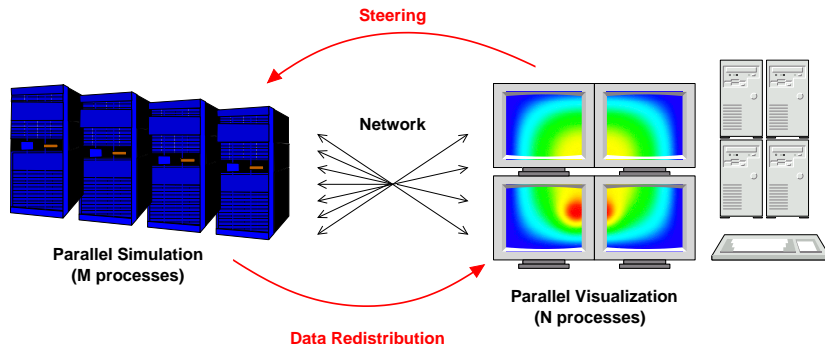 Steering
Network
Parallel Simulation
(M processes)
Parallel Visualization
(N processes)
Data Redistribution